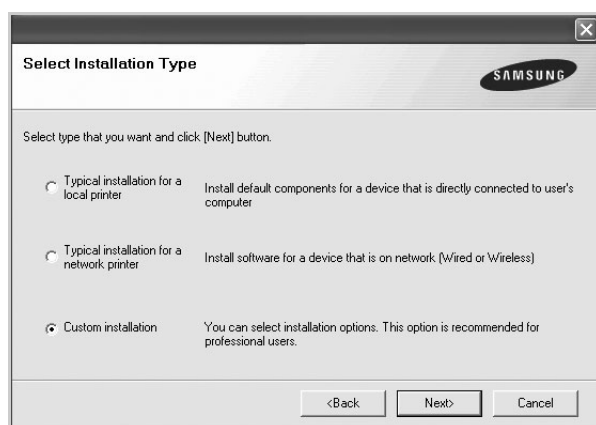 Select Installation Type
SAMSUNG
Select type that you want and click [Next] button.
Typical installation for a
local printer
Install default components for a device that is directly connected to user's
computer
Typical installation for a
network printer
Install software for a device that is on network (Wired or Wireless)
Custom installation
You can select installation options. This option is recommended for
professional users.
<Back
Next>
Cancel